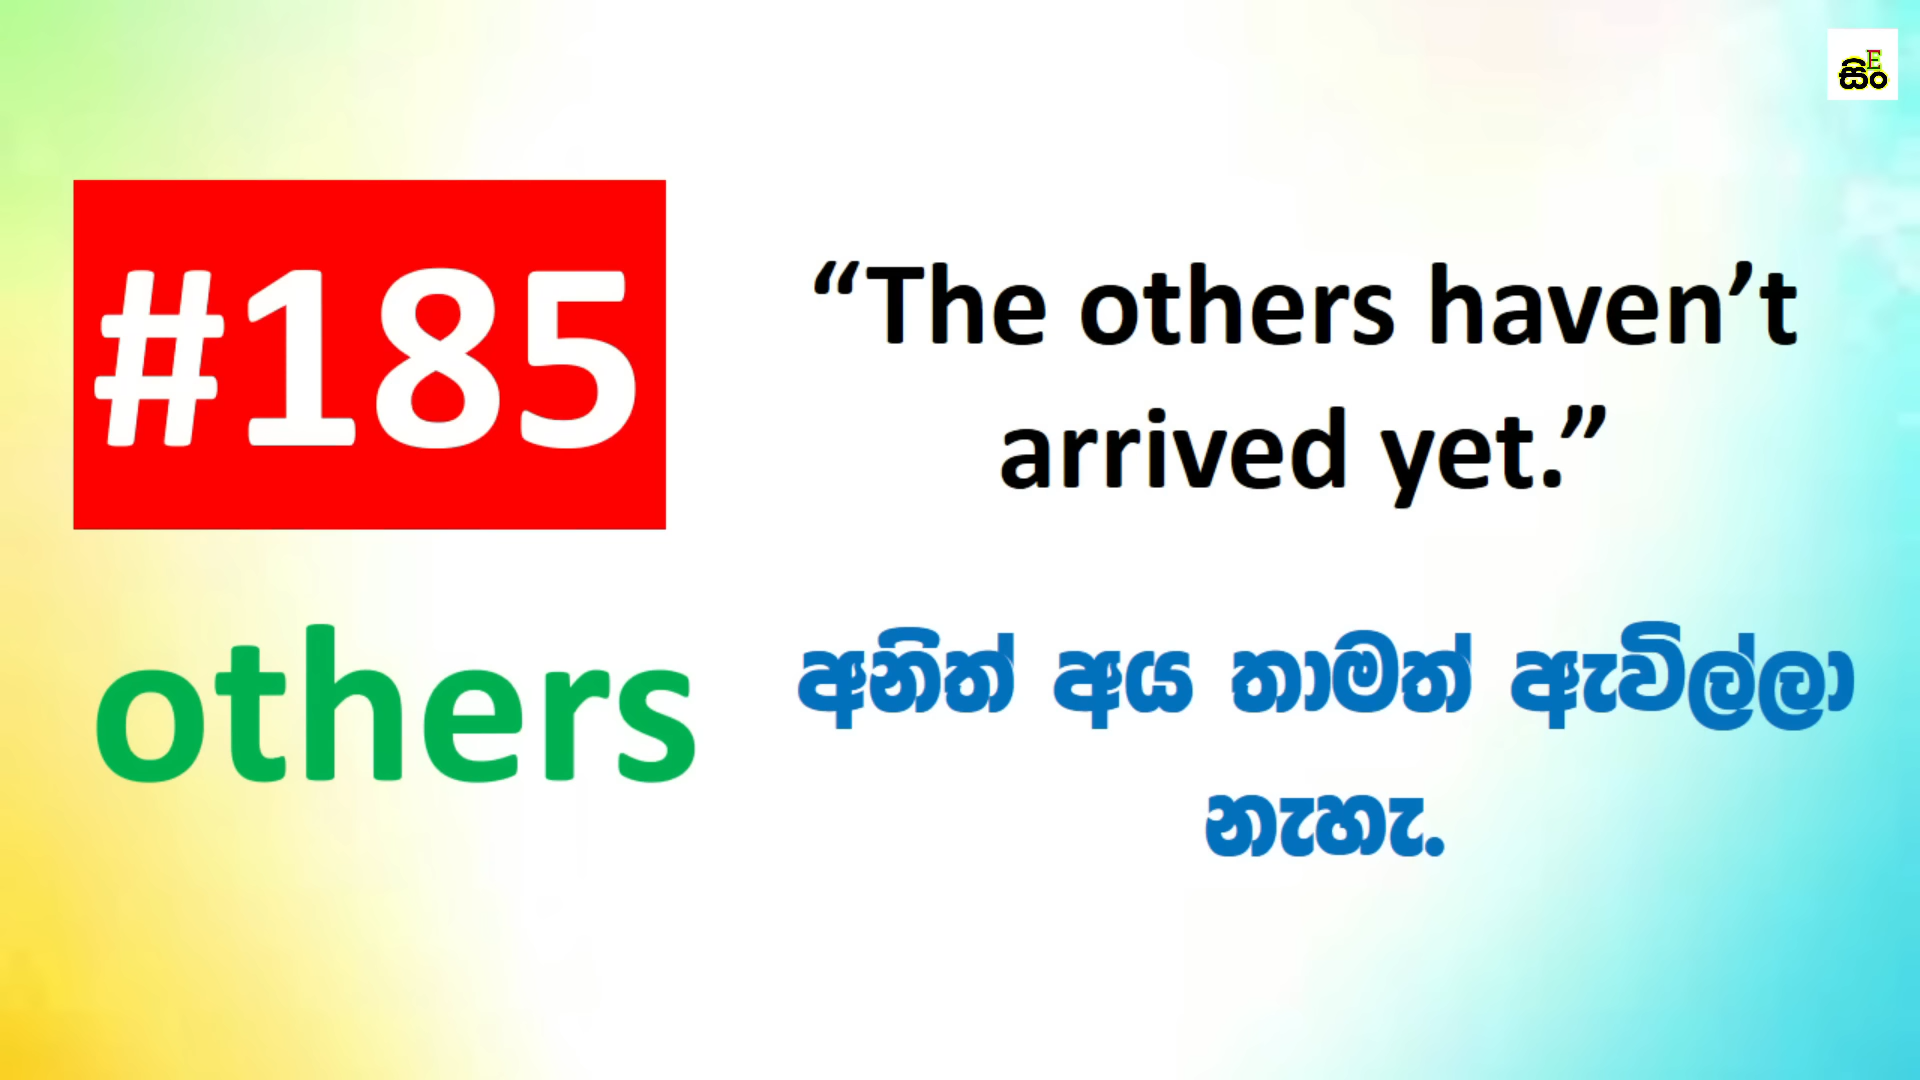 සිංE
#185
others
“The others haven’t
arrived yet.”
අනිත් අය තාමත් ඇවිල්ලා
නැහැ.